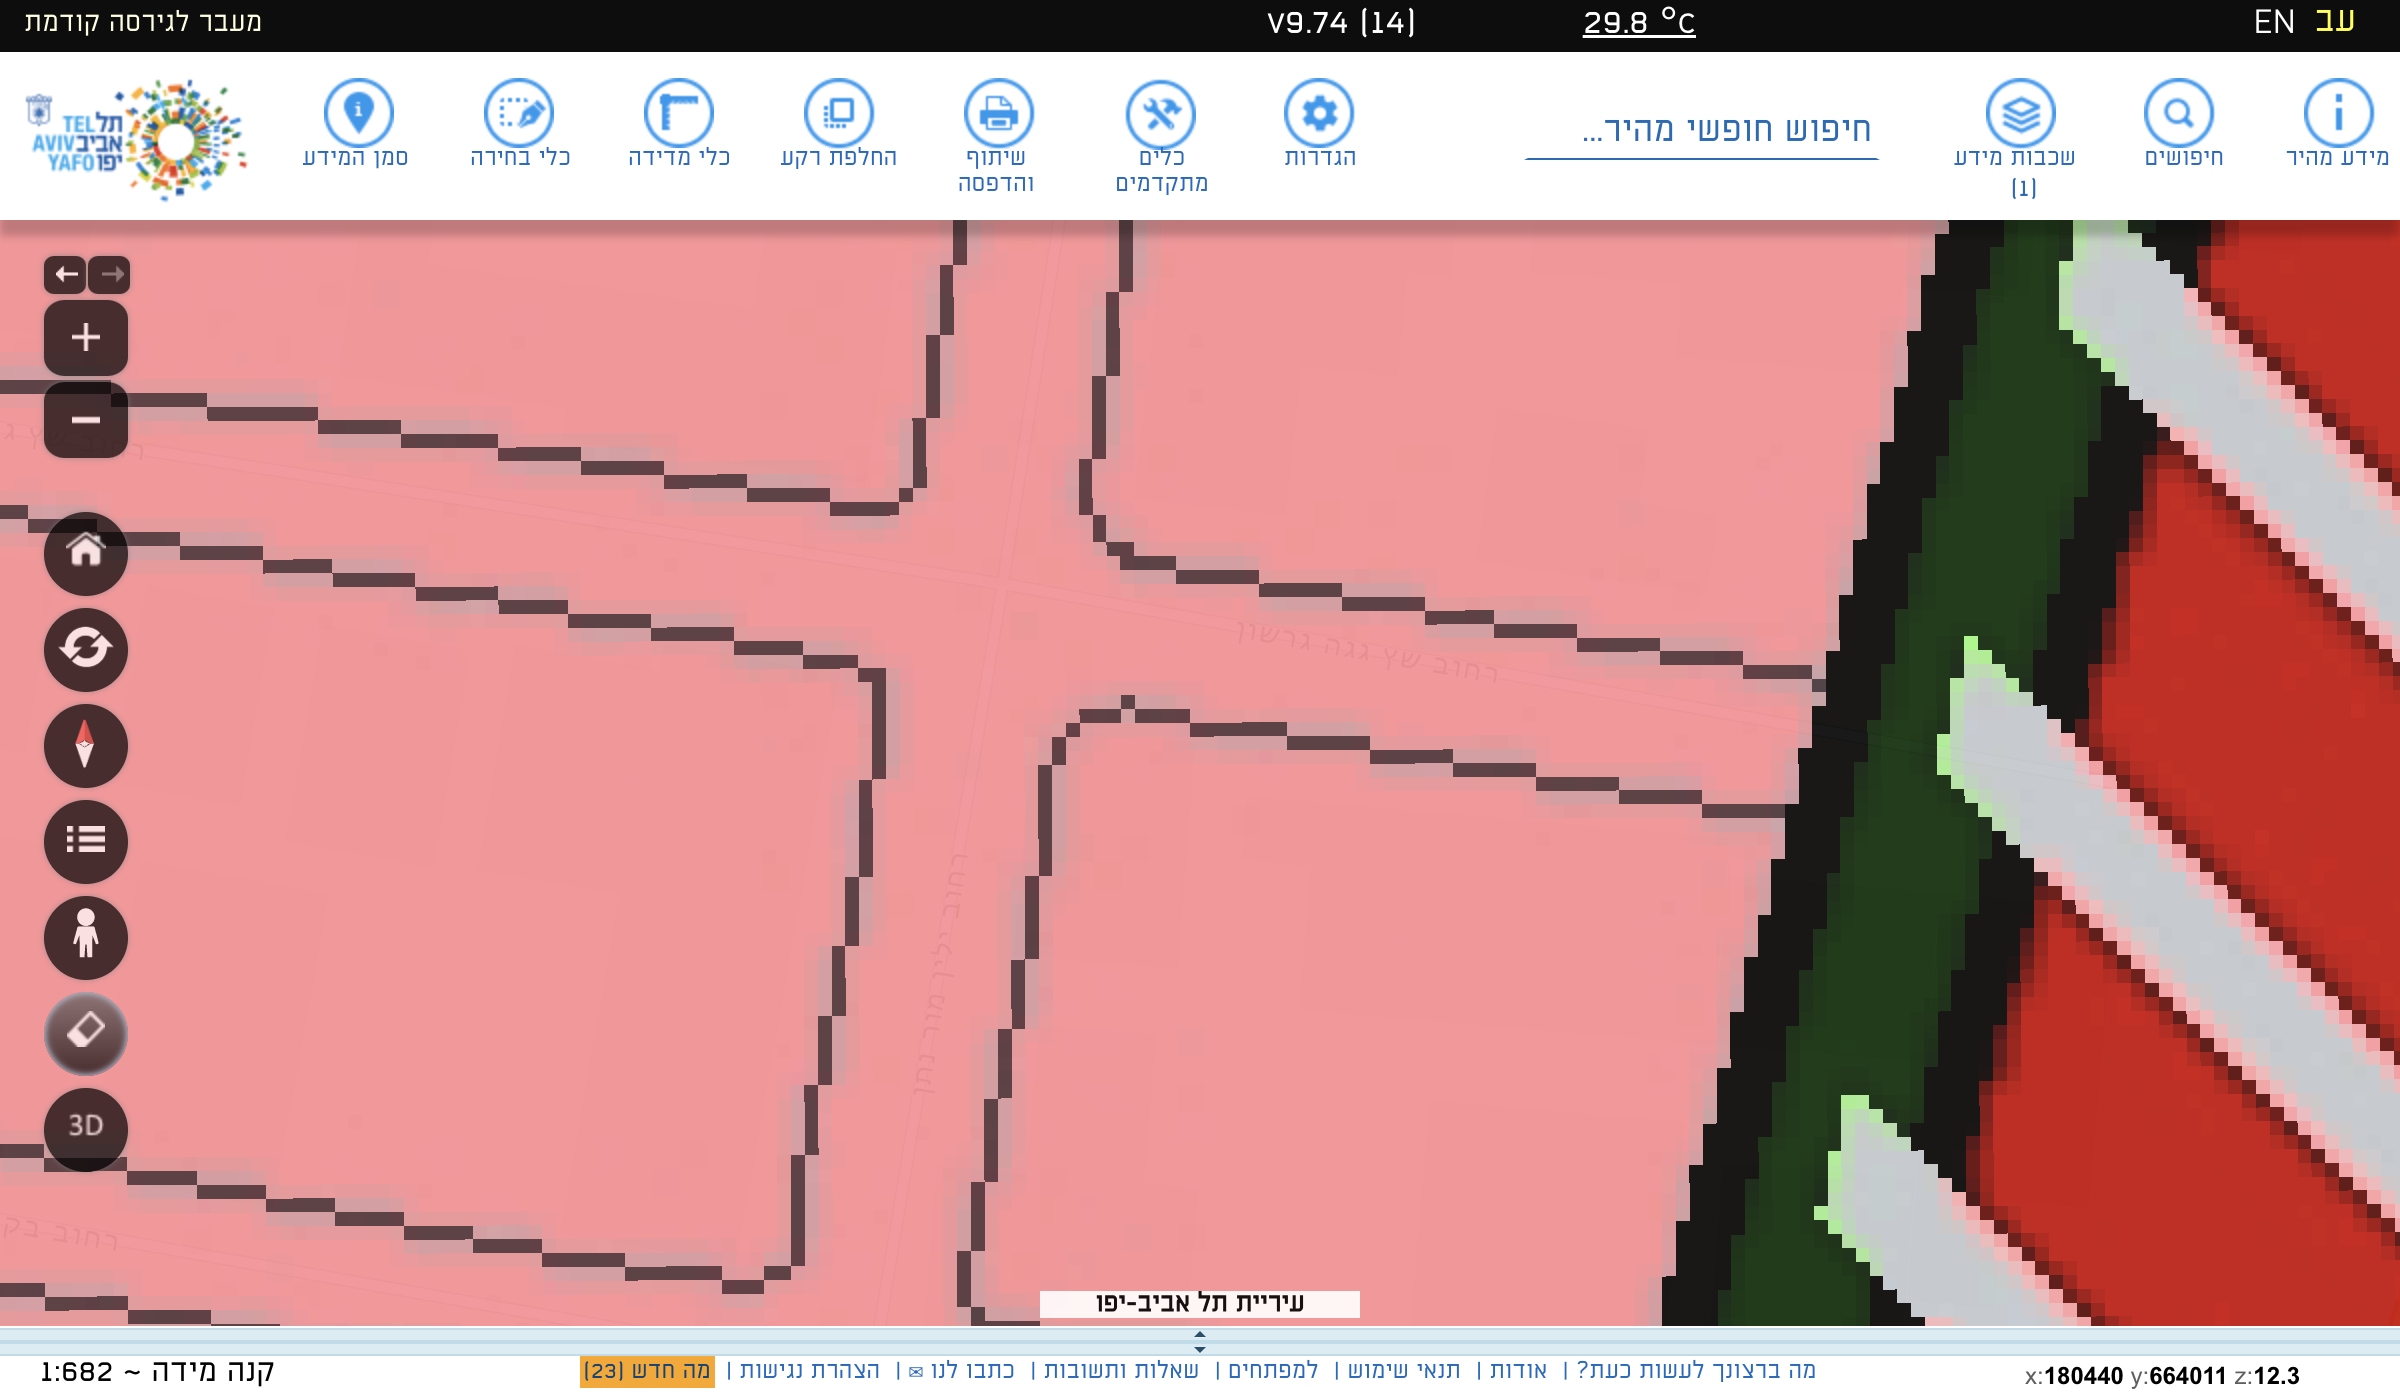 עב EN
29.8 °C
V9.74 (14)
מעבר לגירסה קודמת
מידע מהיר
חיפושים
שכבות מידע
(1)
חיפוש חופשי מהיר...
הגדרות
כלים
מתקדמים
שיתוף
והדפסה
החלפת רקע
כלי מדידה
כלי בחירה
סמן המידע
תל
אביב
יפו
TEL
AVIV
YAFO
רחוב שץ גגה גרשון
רחוב ילין מור נתן
רחוב בק
3D
עיריית תל אביב-יפו
מה ברצונך לעשות כעת? | אודות | תנאי שימוש | למפתחים | שאלות ותשובות | כתבו לנו ✉ | הצהרת נגישות | מה חדש (23)
קנה מידה ~ 1:682
x:180440 y:664011 z:12.3